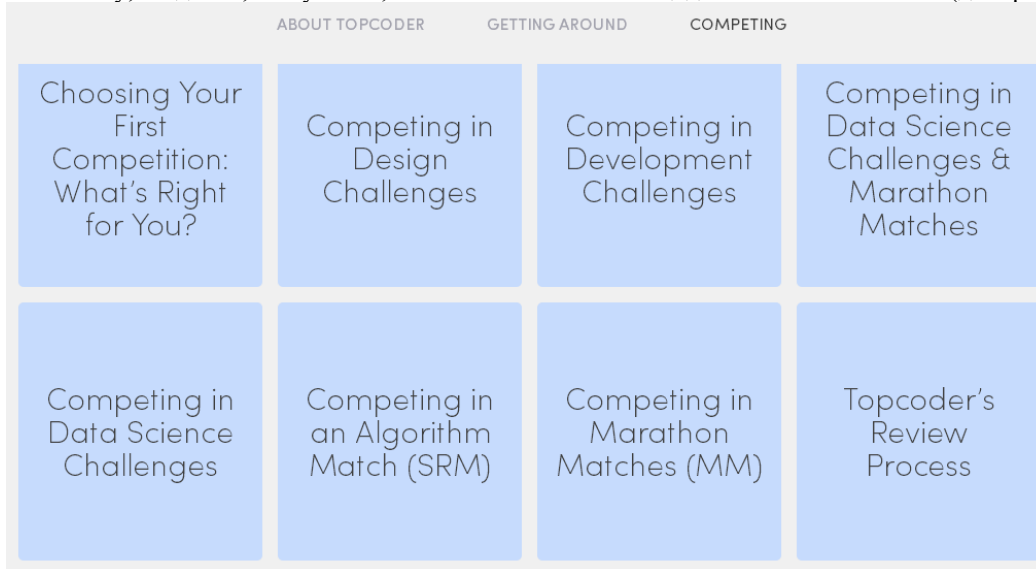 ABOUT TOPCODER
GETTING AROUND
COMPETING
Choosing Your
First
Competition:
What's Right
for You?
Competing in
Design
Challenges
Competing in
Development
Challenges
Competing in
Data Science
Challenges &
Marathon
Matches
Competing in
Data Science
Challenges
Competing in
an Algorithm
Match (SRM)
Competing in
Marathon
Matches (MM)
Topcoder's
Review
Process